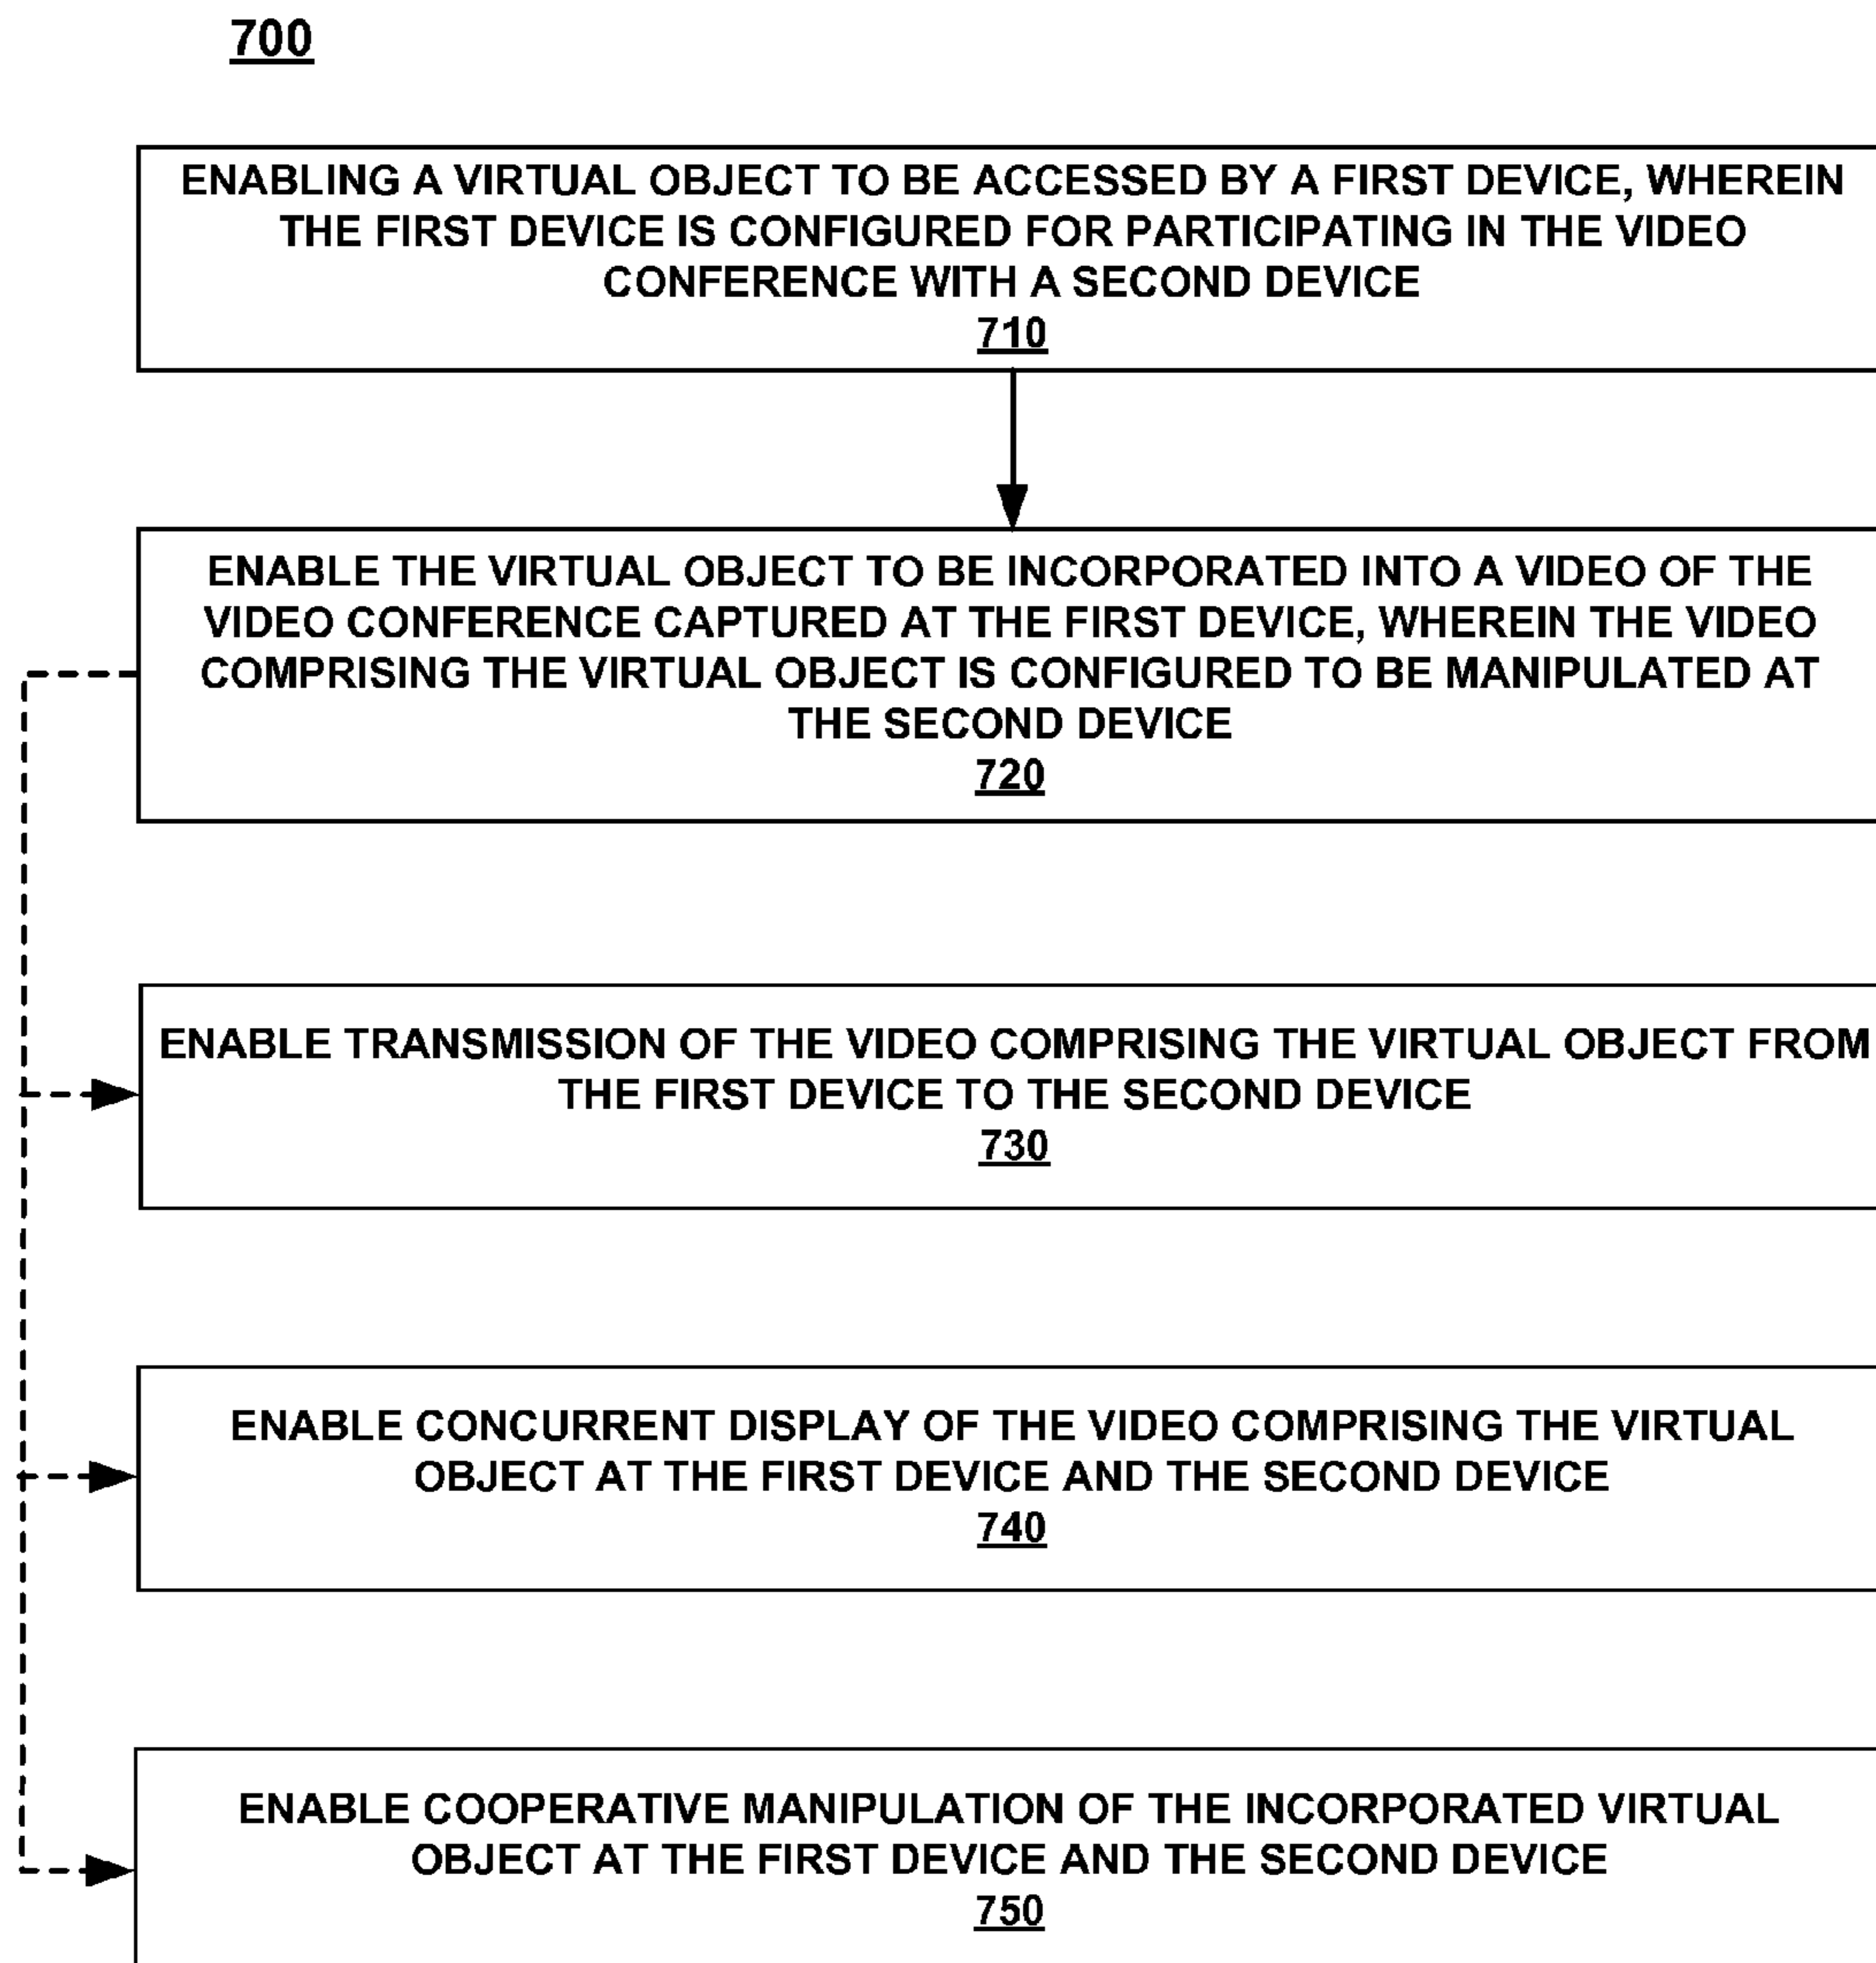 700
ENABLING A VIRTUAL OBJECT TO BE ACCESSED BY A FIRST DEVICE, WHEREIN
THE FIRST DEVICE IS CONFIGURED FOR PARTICIPATING IN THE VIDEO
CONFERENCE WITH A SECOND DEVICE
710
ENABLE THE VIRTUAL OBJECT TO BE INCORPORATED INTO A VIDEO OF THE
VIDEO CONFERENCE CAPTURED AT THE FIRST DEVICE, WHEREIN THE VIDEO
COMPRISING THE VIRTUAL OBJECT IS CONFIGURED TO BE MANIPULATED AT
THE SECOND DEVICE
720
ENABLE TRANSMISSION OF THE VIDEO COMPRISING THE VIRTUAL OBJECT FROM
THE FIRST DEVICE TO THE SECOND DEVICE
730
ENABLE CONCURRENT DISPLAY OF THE VIDEO COMPRISING THE VIRTUAL
OBJECT AT THE FIRST DEVICE AND THE SECOND DEVICE
740
ENABLE COOPERATIVE MANIPULATION OF THE INCORPORATED VIRTUAL
OBJECT AT THE FIRST DEVICE AND THE SECOND DEVICE
750